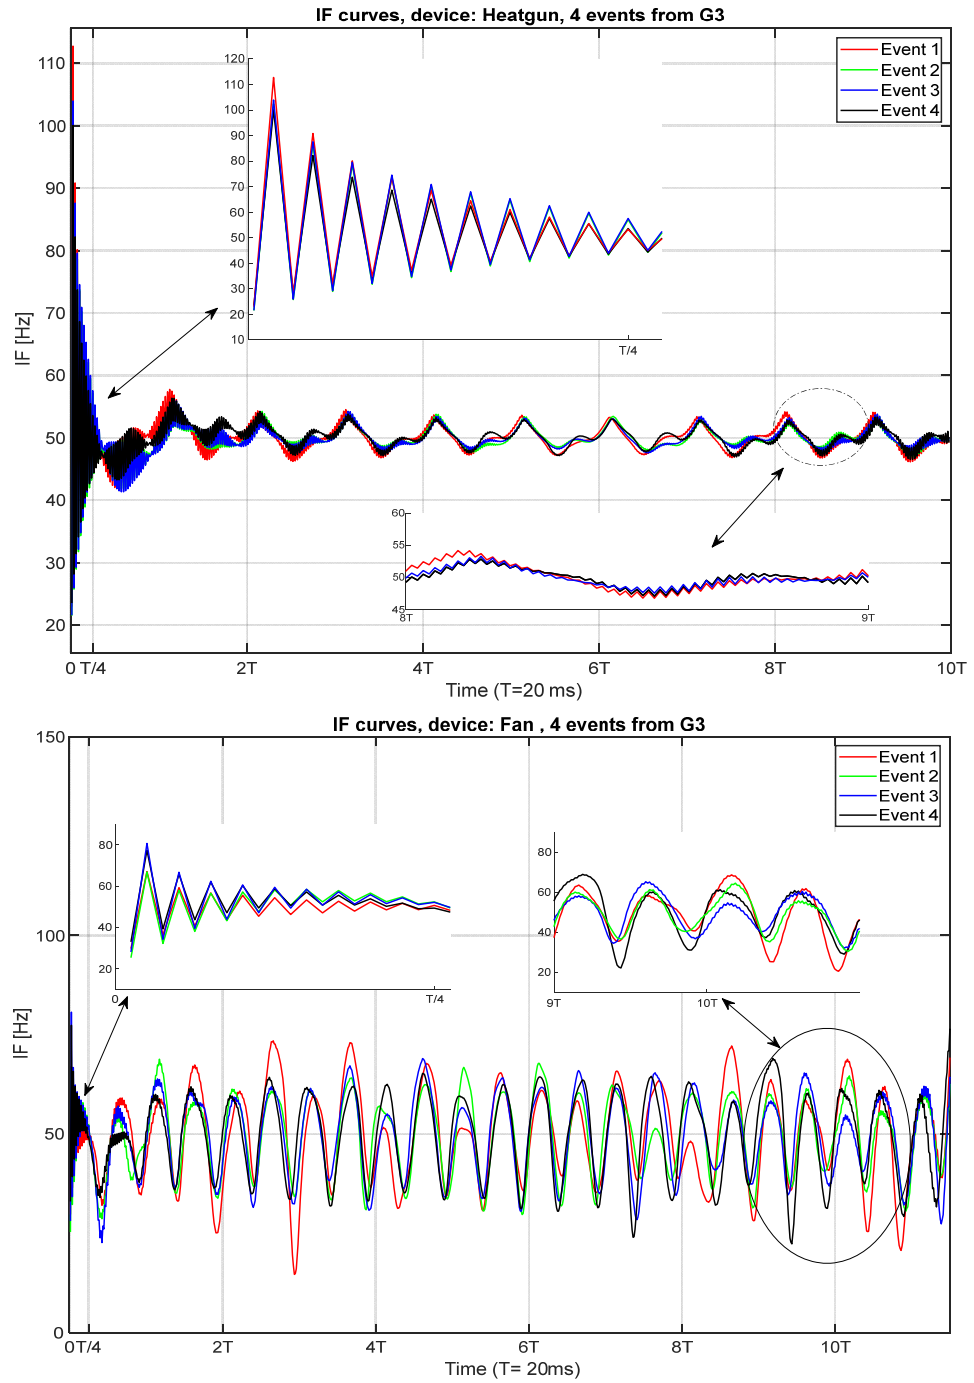 IF curves, device: Heatgun, 4 events from G3
Event 1
Event 2
Event 3
Event 4
110
100
90
80
70
60
50
40
30
20
IF [Hz]
120
110
100
90
80
70
60
50
40
30
20
10
T/4
60
55
50
45
8T
9T
0 T/4
2T
4T
6T
8T
10T
Time (T=20 ms)
IF curves, device: Fan , 4 events from G3
Event 1
Event 2
Event 3
Event 4
150
100
50
0
IF [Hz]
80
60
40
20
0
T/4
80
60
40
20
9T
10T
0T/4
2T
4T
6T
8T
10T
Time (T= 20ms)